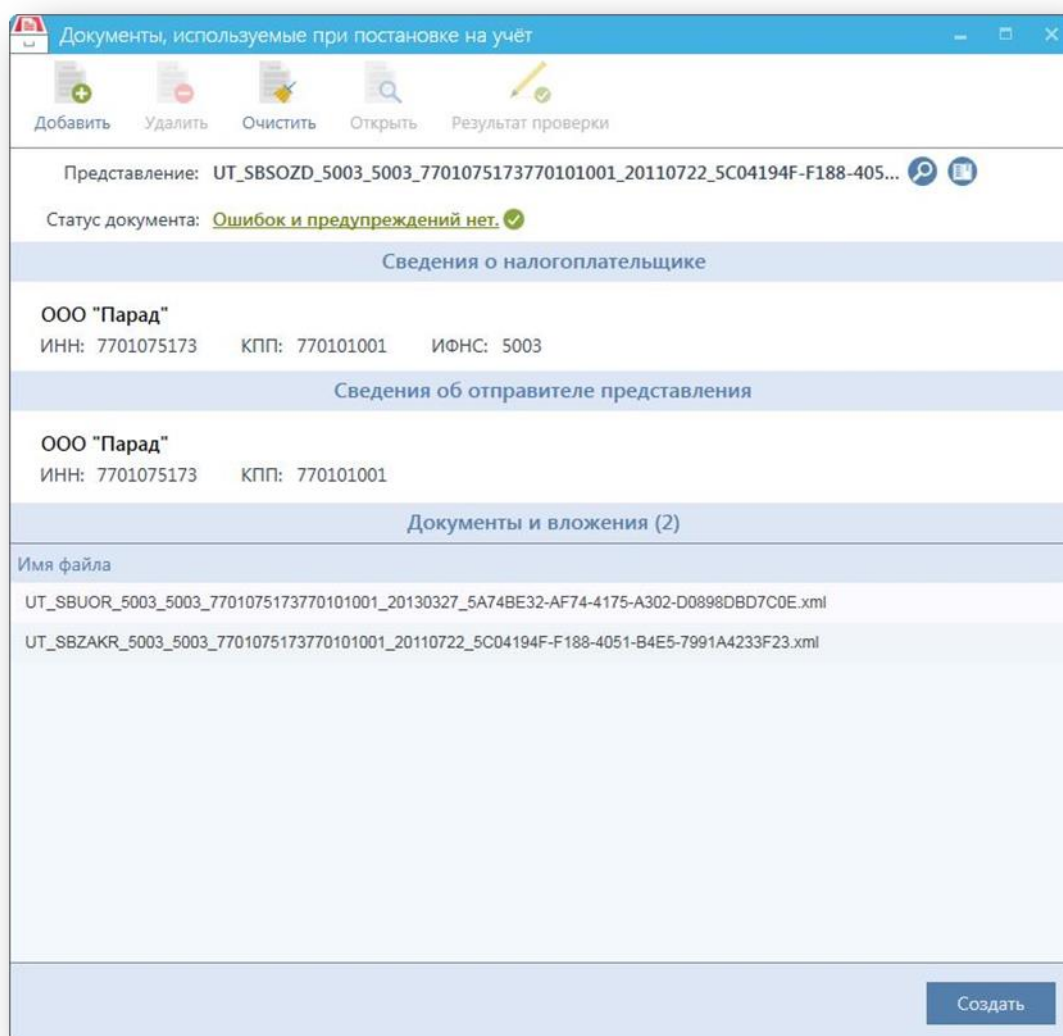 Документы, используемые при постановке на учёт
Добавить Удалить Очистить Открыть Результат проверки
Представление: UT_SBSOZD_5003_5003_7701075173770101001_20110722_5C04194F-F188-405...
Статус документа: Ошибок и предупреждений нет.
Сведения о налогоплательщике
ООО "Парад"
ИНН: 7701075173 КПП: 770101001 ИФНС: 5003
Сведения об отправителе представления
ООО "Парад"
ИНН: 7701075173 КПП: 770101001
Документы и вложения (2)
Имя файла
UT_SBUOR_5003_5003_7701075173770101001_20130327_5A74BE32-AF74-4175-A302-D0898DBD7C0E.xml
UT_SBZAKR_5003_5003_7701075173770101001_20110722_5C04194F-F188-4051-B4E5-7991A4233F23.xml
Создать